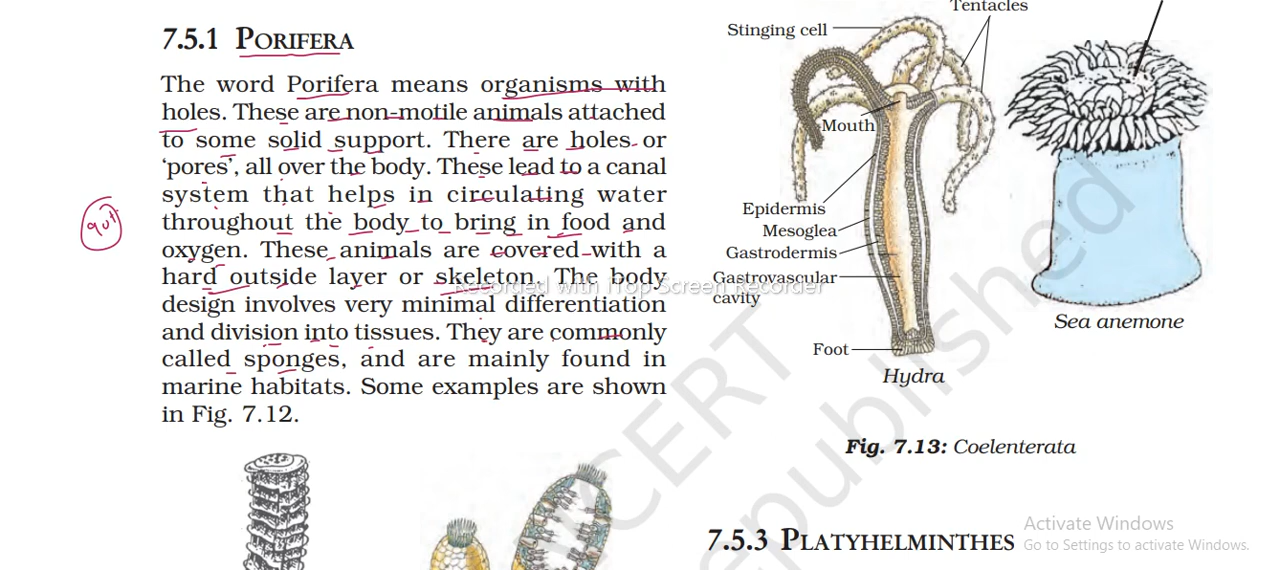 7.5.1 PORIFERA
The word Porifera means organisms with
holes. These are non-motile animals attached
to some solid support. There are holes or
‘pores’, all over the body. These lead to a canal
system that helps in circulating water
throughout the body to bring in food and
oxygen. These animals are covered with a
hard outside layer or skeleton. The body
design involves very minimal differentiation
and division into tissues. They are commonly
called sponges, and are mainly found in
marine habitats. Some examples are shown
in Fig. 7.12.
Recorded with iTop Screen Recorder
Tentacles
Stinging cell
Mouth
Epidermis
Mesoglea
Gastrodermis
Gastrovascular
cavity
Foot
Hydra
Sea anemone
Fig. 7.13: Coelenterata
NCERT
republished
7.5.3 PLATYHELMINTHES
Activate Windows
Go to Settings to activate Windows.